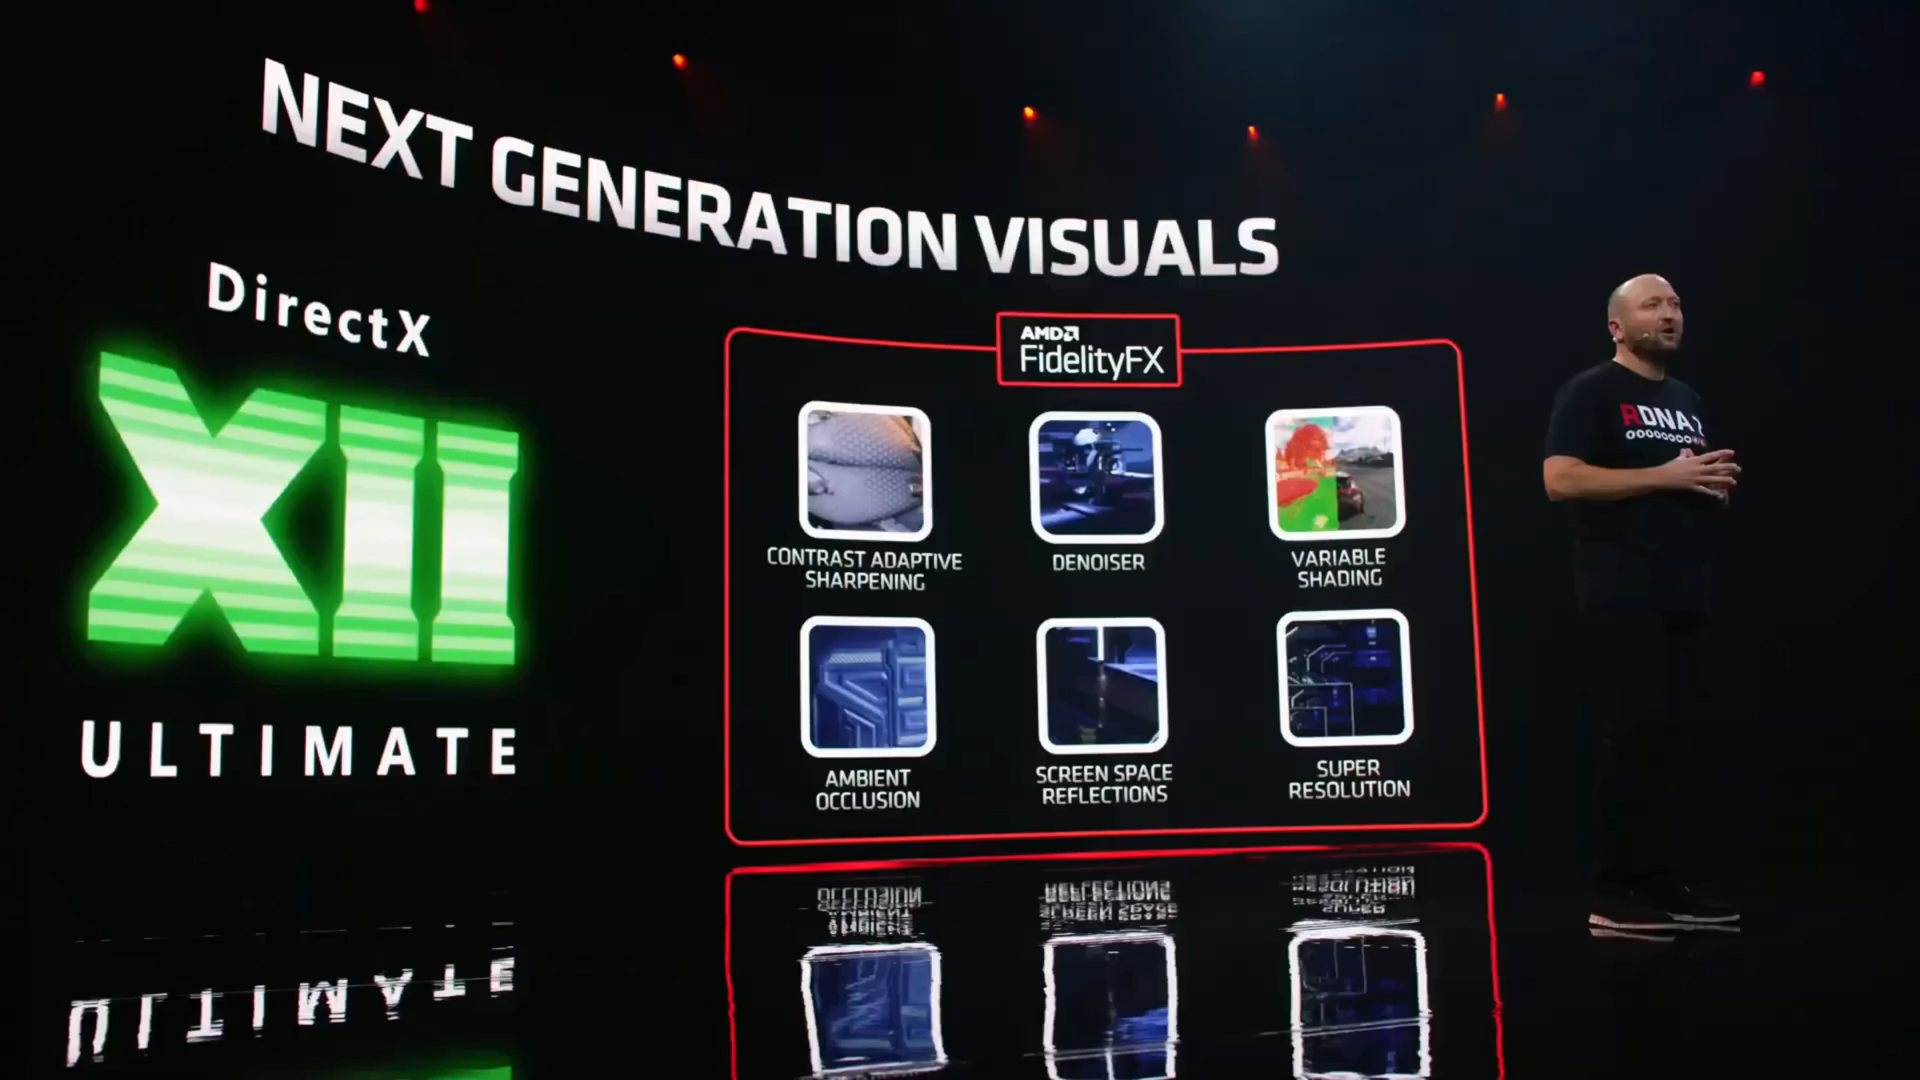 NEXT GENERATION VISUALS
DirectX
XII
ULTIMATE
AMD
FidelityFX
CONTRAST ADAPTIVE
SHARPENING
DENOISER
VARIABLE
SHADING
AMBIENT
OCCLUSION
SCREEN SPACE
REFLECTIONS
SUPER
RESOLUTION
RDNA 2